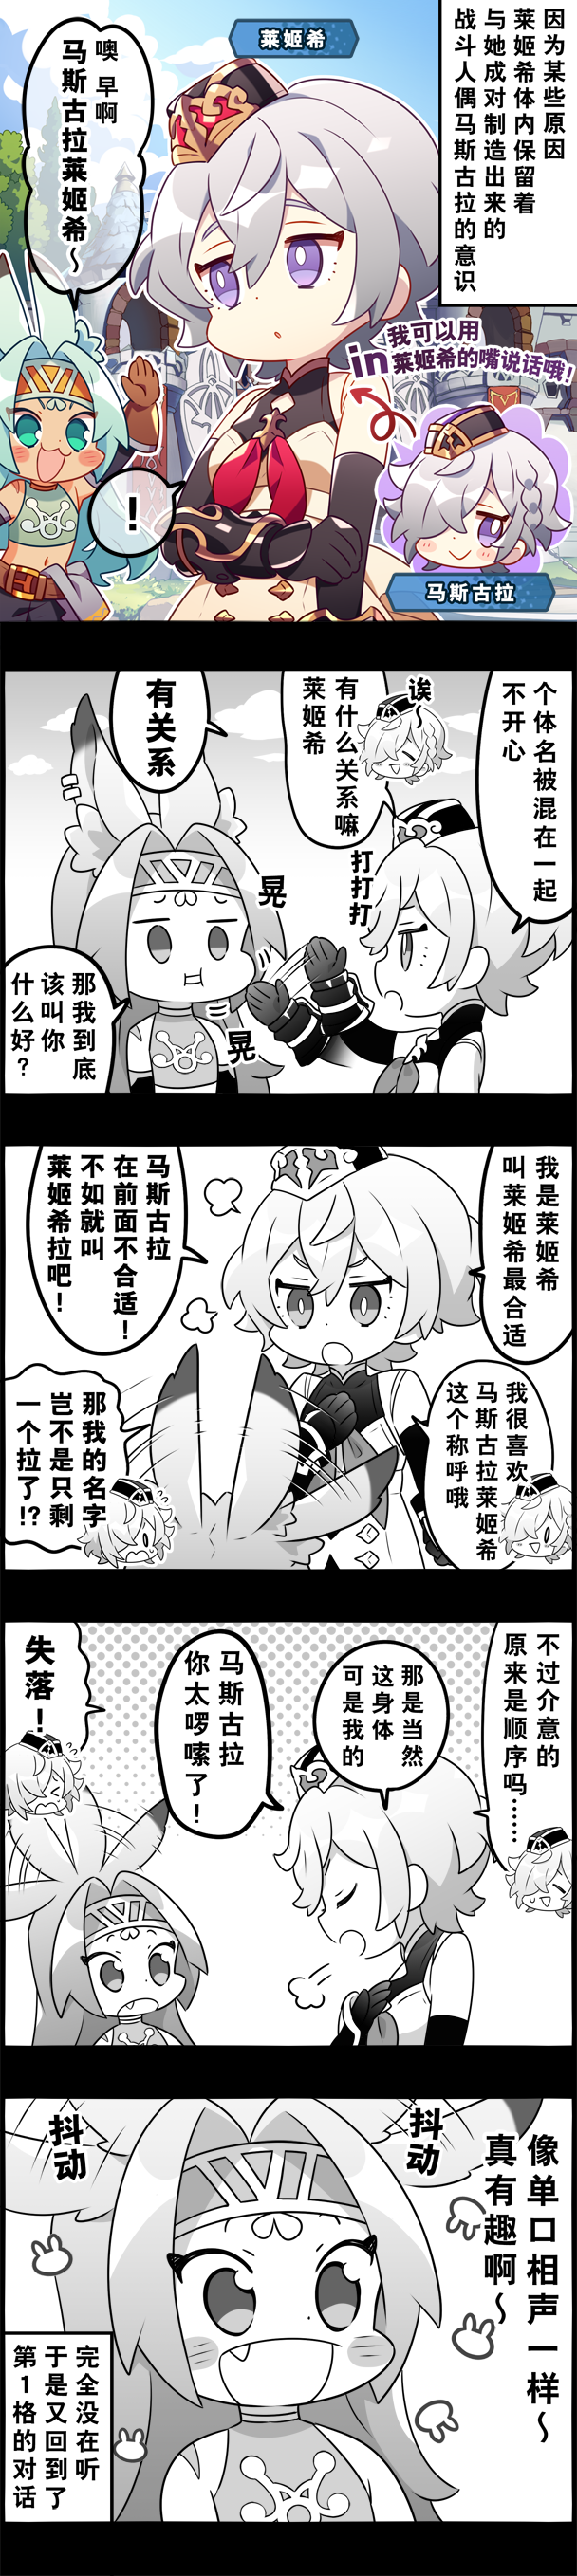 因为某些原因
莱姬希体内保留着
与她成对制造出来的
战斗人偶马斯古拉的意识
莱姬希
噢 早啊
马斯古拉莱姬希～
我可以用
in莱姬希的嘴说话哦!
!
马斯古拉
个体名被混在一起
不开心
诶～
有什么关系嘛
莱姬希
有关系
打打打
晃
晃
那我到底
该叫你
什么好?
我是莱姬希
叫莱姬希最合适
马斯古拉
在前面不合适!
不如就叫
莱姬希拉吧!
我很喜欢
马斯古拉莱姬希
这个称呼哦
那我的名字
岂不是只剩
一个拉了!?
不过介意的
原来是顺序吗……
那是当然
这身体
可是我的
马斯古拉
你太啰嗦了!
失落!
像单口相声一样～
真有趣啊～
抖动
抖动
完全没在听
于是又回到了
第1格的对话